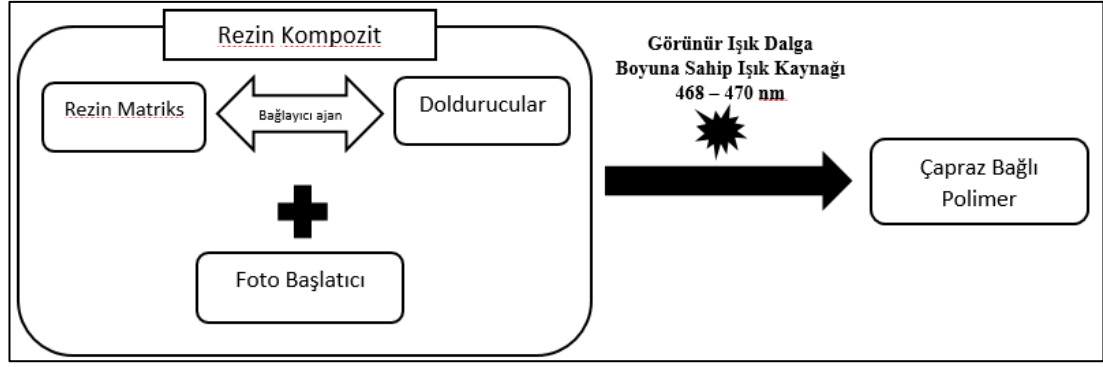 Rezin Kompozit
Rezin Matriks
Bağlayıcı ajan
Doldurucular
Foto Başlatıcı
Görünür Işık Dalga
Boyuna Sahip Işık Kaynağı
468 – 470 nm
Çapraz Bağlı
Polimer